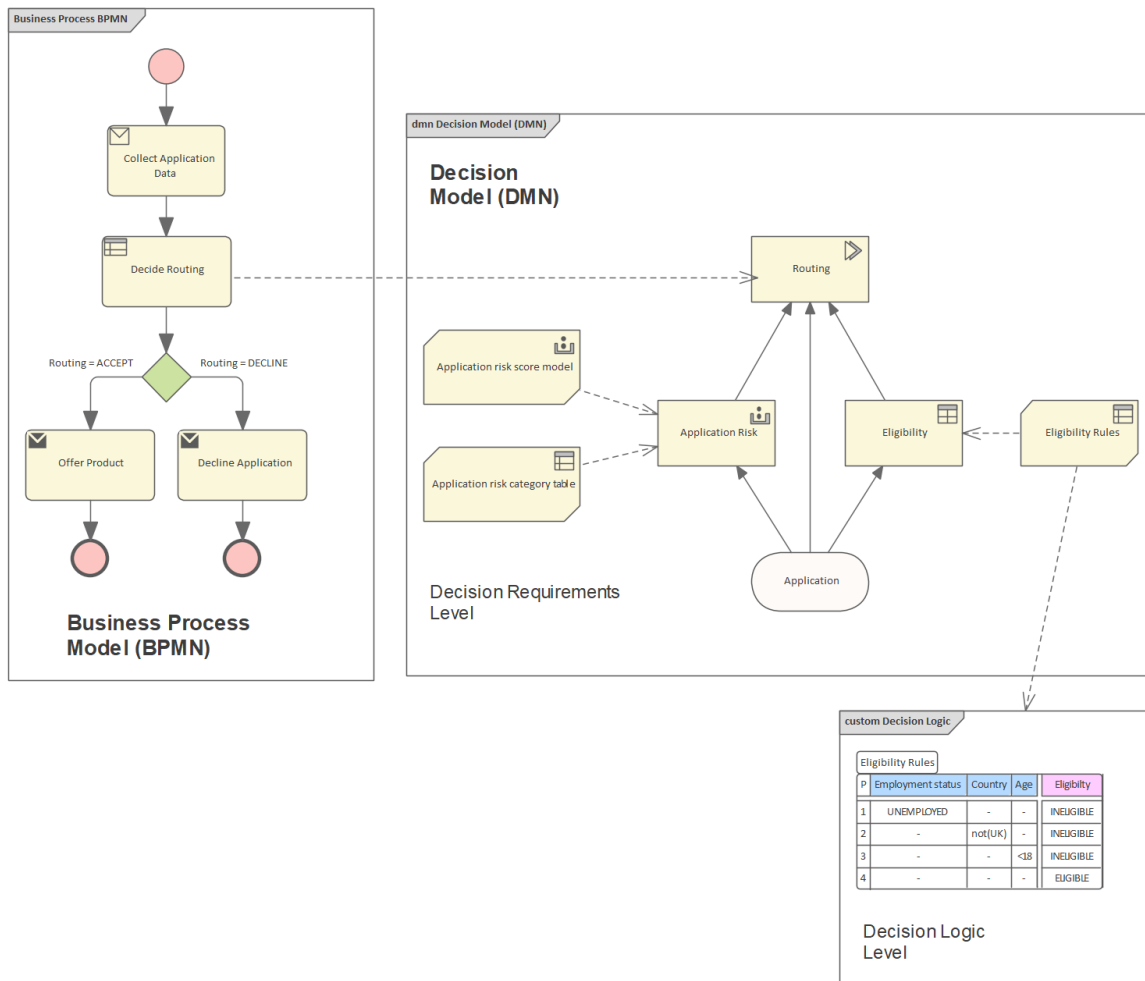 Business Process BPMN
Collect Application
Data
Decide Routing
Routing = ACCEPT
Routing = DECLINE
Offer Product
Decline Application
Business Process
Model (BPMN)
dmn Decision Model (DMN)
Decision
Model (DMN)
Routing
Application risk score model
Application Risk
Eligibility
Eligibility Rules
Application risk category table
Application
Decision Requirements
Level
custom Decision Logic
Eligibility Rules
P Employment status Country Age Eligibilty
1 UNEMPLOYED - - INELIGIBLE
2 - not(UK) - INELIGIBLE
3 - - <18 INELIGIBLE
4 - - - ELIGIBLE
Decision Logic
Level